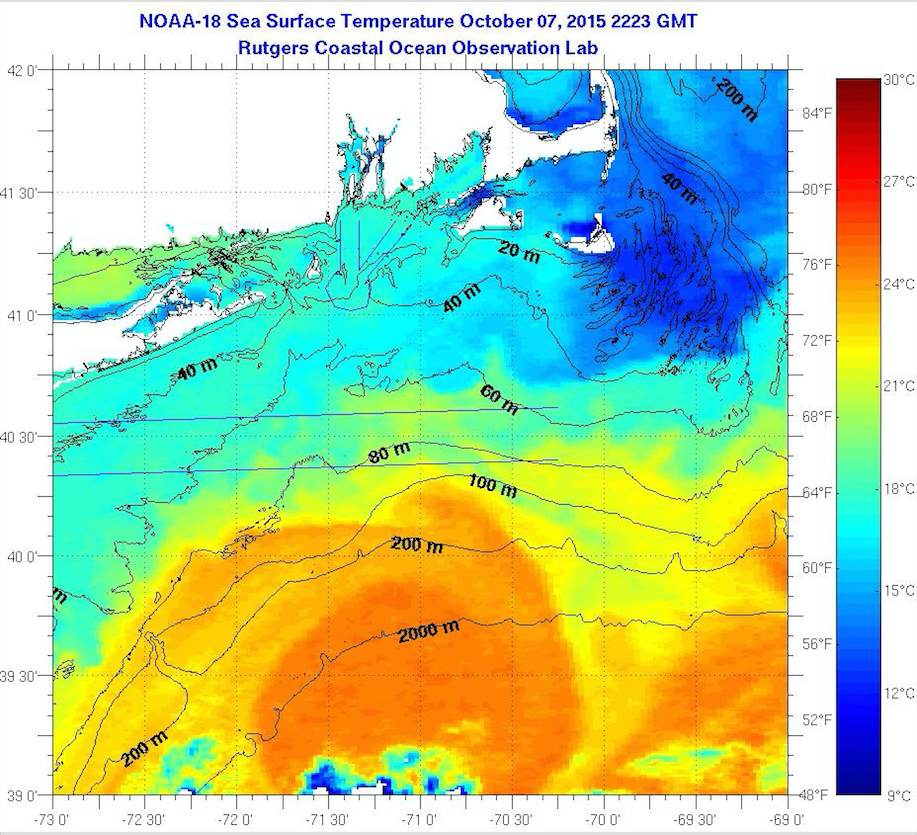 NOAA-18 Sea Surface Temperature October 07, 2015 2223 GMT
Rutgers Coastal Ocean Observation Lab
42 0'
41 30'
41 0'
40 30'
40 0'
39 30'
39 0'
-73 0'
-72 30'
-72 0'
-71 30'
-71 0'
-70 30'
-70 0'
-69 30'
-69 0'
200 m
40 m
20 m
40 m
40 m
60 m
80 m
100 m
200 m
m
2000 m
200 m
84°F
80°F
76°F
72°F
68°F
64°F
60°F
56°F
52°F
48°F
30°C
27°C
24°C
21°C
18°C
15°C
12°C
9°C